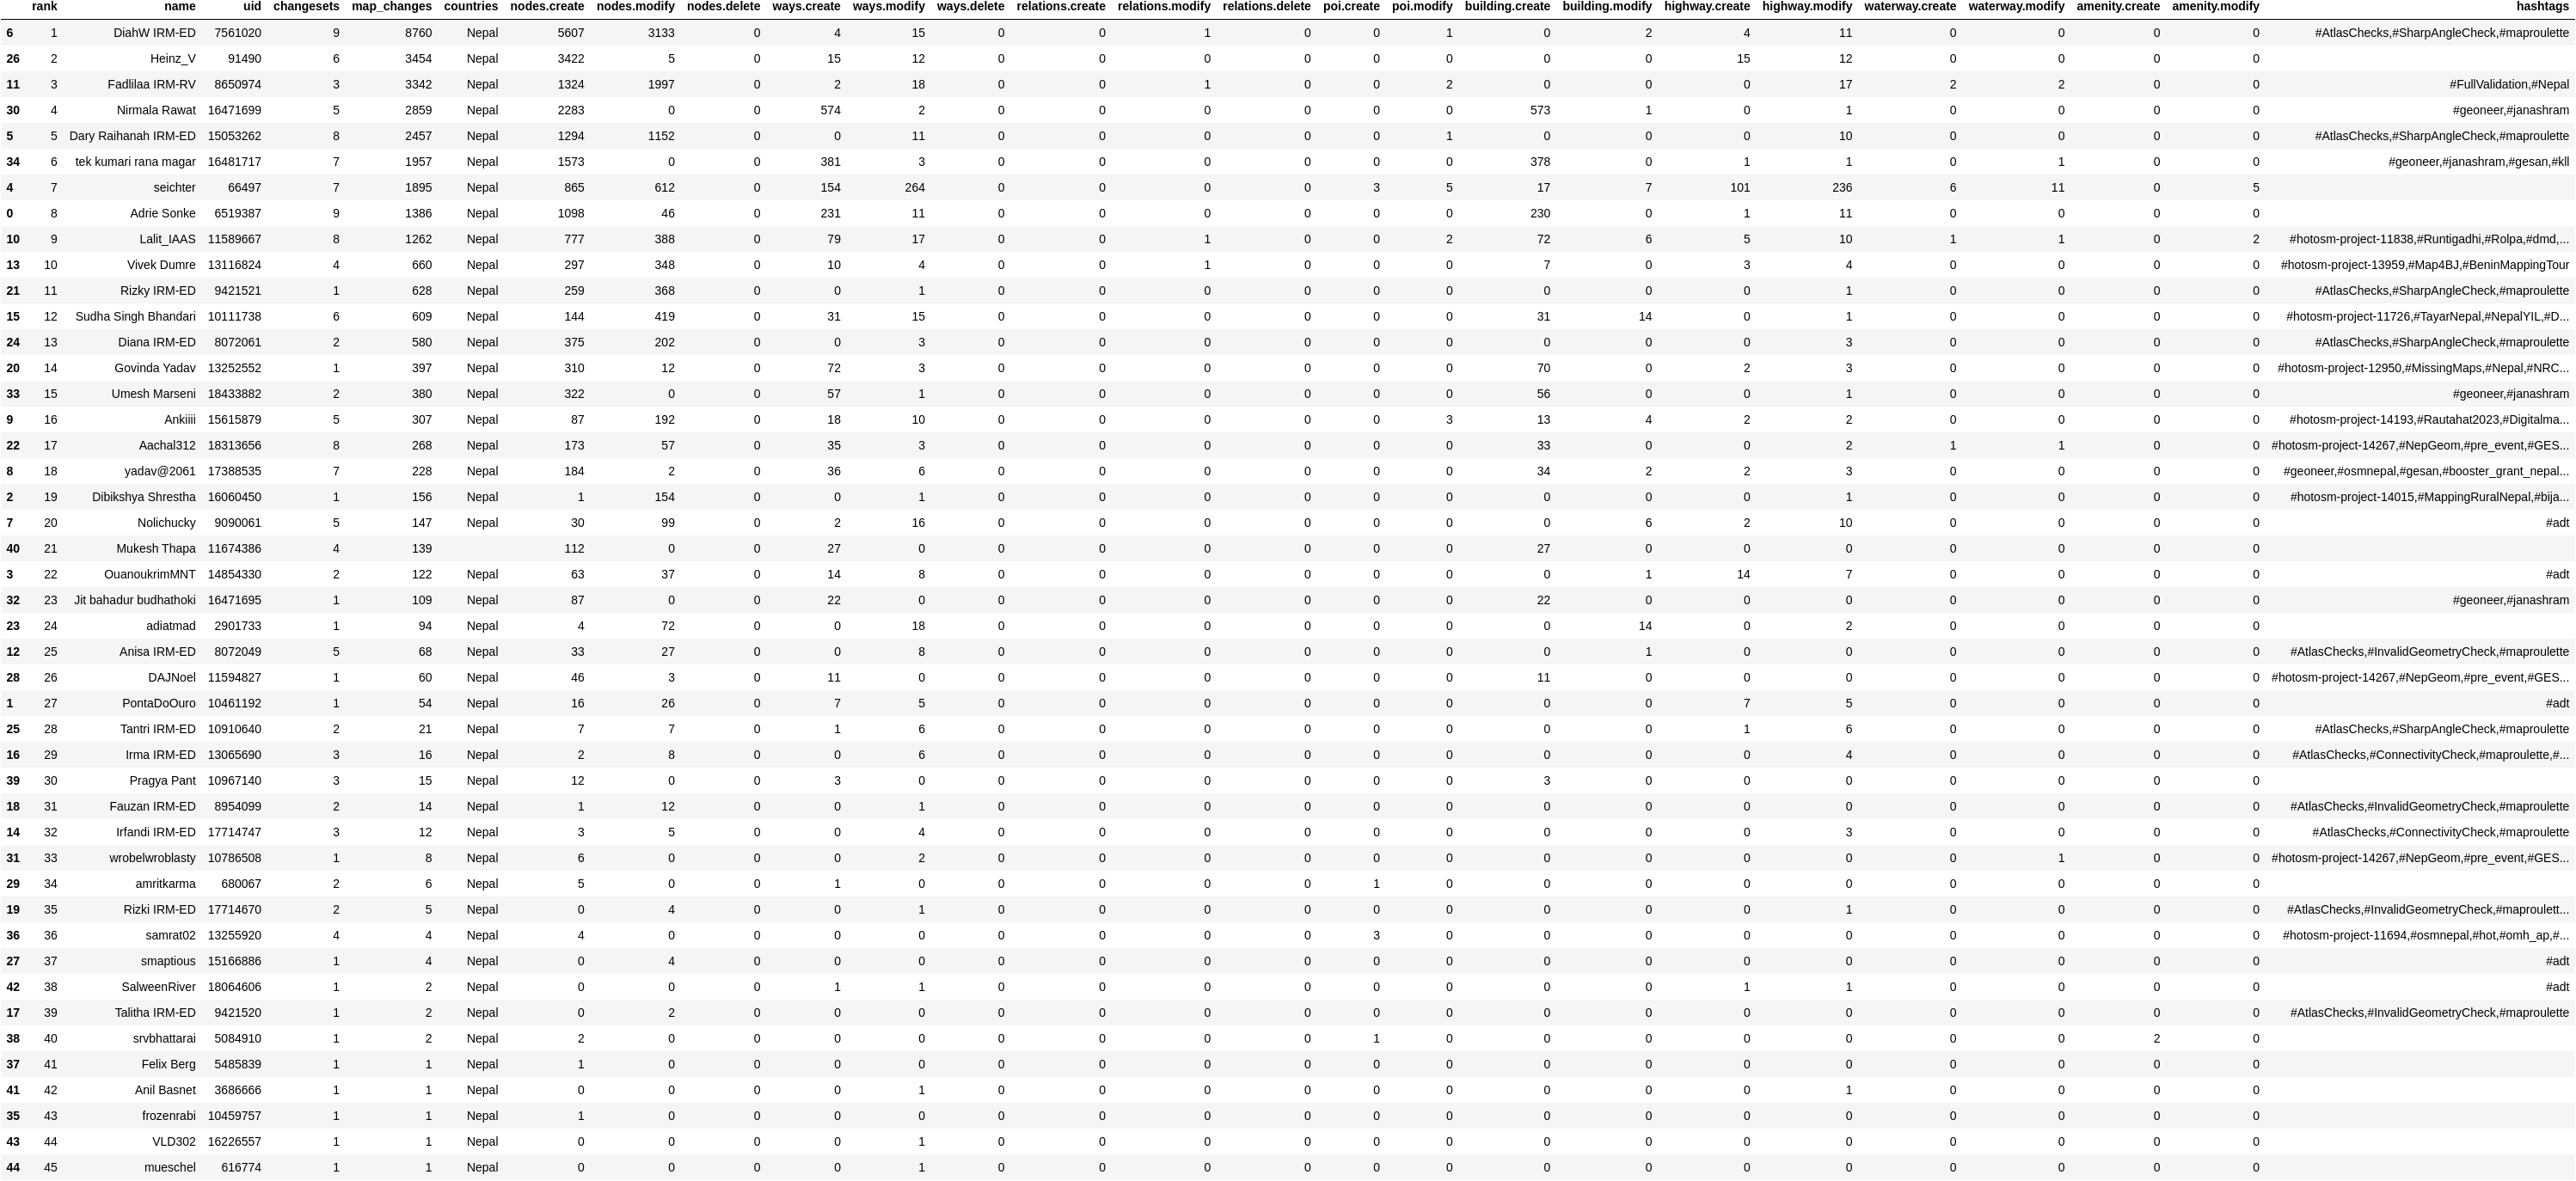 rank name uid changesets map_changes countries nodes.create nodes.modify nodes.delete ways.create ways.modify ways.delete relations.create relations.modify relations.delete poi.create poi.modify building.create building.modify highway.create highway.modify waterway.create waterway.modify amenity.create amenity.modify hashtags
6 1 DiahW IRM-ED 7561020 9 8760 Nepal 5607 3133 0 4 15 0 0 1 0 0 1 0 2 4 11 0 0 0 0 #AtlasChecks,#SharpAngleCheck,#maproulette
26 2 Heinz_V 91490 6 3454 Nepal 3422 5 0 15 12 0 0 0 0 0 0 0 0 15 12 0 0 0 0
11 3 Fadlilaa IRM-RV 8650974 3 3342 Nepal 1324 1997 0 2 18 0 0 1 0 0 2 0 0 0 17 2 2 0 0 #FullValidation,#Nepal
30 4 Nirmala Rawat 16471699 5 2859 Nepal 2283 0 0 574 2 0 0 0 0 0 0 573 1 0 1 0 0 0 0 #geoneer,#janashram
5 5 Dary Raihanah IRM-ED 15053262 8 2457 Nepal 1294 1152 0 0 11 0 0 0 0 0 1 0 0 0 10 0 0 0 0 #AtlasChecks,#SharpAngleCheck,#maproulette
34 6 tek kumari rana magar 16481717 7 1957 Nepal 1573 0 0 381 3 0 0 0 0 0 0 378 0 1 1 0 1 0 0 #geoneer,#janashram,#gesan,#kll
4 7 seichter 66497 7 1895 Nepal 865 612 0 154 264 0 0 0 0 3 5 17 7 101 236 6 11 0 5
0 8 Adrie Sonke 6519387 9 1386 Nepal 1098 46 0 231 11 0 0 0 0 0 0 230 0 1 11 0 0 0 0
10 9 Lalit_IAAS 11589667 8 1262 Nepal 777 388 0 79 17 0 0 1 0 0 2 72 6 5 10 1 1 0 2 #hotosm-project-11838,#Runtigadhi,#Rolpa,#dmd,...
13 10 Vivek Dumre 13116824 4 660 Nepal 297 348 0 10 4 0 0 1 0 0 0 7 0 3 4 0 0 0 0 #hotosm-project-13959,#Map4BJ,#BeninMappingTour
21 11 Rizky IRM-ED 9421521 1 628 Nepal 259 368 0 0 1 0 0 0 0 0 0 0 0 0 1 0 0 0 0 #AtlasChecks,#SharpAngleCheck,#maproulette
15 12 Sudha Singh Bhandari 10111738 6 609 Nepal 144 419 0 31 15 0 0 0 0 0 0 31 14 0 1 0 0 0 0 #hotosm-project-11726,#TayarNepal,#NepalYIL,#D...
24 13 Diana IRM-ED 8072061 2 580 Nepal 375 202 0 0 3 0 0 0 0 0 0 0 0 0 3 0 0 0 0 #AtlasChecks,#SharpAngleCheck,#maproulette
20 14 Govinda Yadav 13252552 1 397 Nepal 310 12 0 72 3 0 0 0 0 0 0 70 0 2 3 0 0 0 0 #hotosm-project-12950,#MissingMaps,#Nepal,#NRC...
33 15 Umesh Marseni 18433882 2 380 Nepal 322 0 0 57 1 0 0 0 0 0 0 56 0 0 1 0 0 0 0 #geoneer,#janashram
9 16 Ankiiii 15615879 5 307 Nepal 87 192 0 18 10 0 0 0 0 0 3 13 4 2 2 0 0 0 0 #hotosm-project-14193,#Rautahat2023,#Digitalma...
22 17 Aachal312 18313656 8 268 Nepal 173 57 0 35 3 0 0 0 0 0 0 33 0 0 2 1 1 0 0 #hotosm-project-14267,#NepGeom,#pre_event,#GES...
8 18 yadav@2061 17388535 7 228 Nepal 184 2 0 36 6 0 0 0 0 0 0 34 2 2 3 0 0 0 0 #geoneer,#osmnepal,#gesan,#booster_grant_nepal...
2 19 Dibikshya Shrestha 16060450 1 156 Nepal 1 154 0 0 1 0 0 0 0 0 0 0 0 0 1 0 0 0 0 #hotosm-project-14015,#MappingRuralNepal,#bija...
7 20 Nolichucky 9090061 5 147 Nepal 30 99 0 2 16 0 0 0 0 0 0 0 6 2 10 0 0 0 0 #adt
40 21 Mukesh Thapa 11674386 4 139 112 0 0 27 0 0 0 0 0 0 0 27 0 0 0 0 0 0 0
3 22 OuanoukrimMNT 14854330 2 122 Nepal 63 37 0 14 8 0 0 0 0 0 0 0 1 14 7 0 0 0 0 #adt
32 23 Jit bahadur budhathoki 16471695 1 109 Nepal 87 0 0 22 0 0 0 0 0 0 0 22 0 0 0 0 0 0 0 #geoneer,#janashram
23 24 adiatmad 2901733 1 94 Nepal 4 72 0 0 18 0 0 0 0 0 0 0 14 0 2 0 0 0 0
12 25 Anisa IRM-ED 8072049 5 68 Nepal 33 27 0 0 8 0 0 0 0 0 0 0 1 0 0 0 0 0 0 #AtlasChecks,#InvalidGeometryCheck,#maproulette
28 26 DAJNoel 11594827 1 60 Nepal 46 3 0 11 0 0 0 0 0 0 0 11 0 0 0 0 0 0 0 #hotosm-project-14267,#NepGeom,#pre_event,#GES...
1 27 PontaDoOuro 10461192 1 54 Nepal 16 26 0 7 5 0 0 0 0 0 0 0 0 7 5 0 0 0 0 #adt
25 28 Tantri IRM-ED 10910640 2 21 Nepal 7 7 0 1 6 0 0 0 0 0 0 0 0 1 6 0 0 0 0 #AtlasChecks,#SharpAngleCheck,#maproulette
16 29 Irma IRM-ED 13065690 3 16 Nepal 2 8 0 0 6 0 0 0 0 0 0 0 0 0 4 0 0 0 0 #AtlasChecks,#ConnectivityCheck,#maproulette,#...
39 30 Pragya Pant 10967140 3 15 Nepal 12 0 0 3 0 0 0 0 0 0 0 3 0 0 0 0 0 0 0
18 31 Fauzan IRM-ED 8954099 2 14 Nepal 1 12 0 0 1 0 0 0 0 0 0 0 0 0 0 0 0 0 0 #AtlasChecks,#InvalidGeometryCheck,#maproulette
14 32 Irfandi IRM-ED 17714747 3 12 Nepal 3 5 0 0 4 0 0 0 0 0 0 0 0 0 3 0 0 0 0 #AtlasChecks,#ConnectivityCheck,#maproulette
31 33 wrobelwroblasty 10786508 1 8 Nepal 6 0 0 0 2 0 0 0 0 0 0 0 0 0 0 0 1 0 0 #hotosm-project-14267,#NepGeom,#pre_event,#GES...
29 34 amritkarma 680067 2 6 Nepal 5 0 0 1 0 0 0 0 0 1 0 0 0 0 0 0 0 0 0
19 35 Rizki IRM-ED 17714670 2 5 Nepal 0 4 0 0 1 0 0 0 0 0 0 0 0 0 1 0 0 0 0 #AtlasChecks,#InvalidGeometryCheck,#maproulett...
36 36 samrat02 13255920 4 4 Nepal 4 0 0 0 0 0 0 0 0 3 0 0 0 0 0 0 0 0 0 #hotosm-project-11694,#osmnepal,#hot,#omh_ap,#...
27 37 smaptious 15166886 1 4 Nepal 0 4 0 0 0 0 0 0 0 0 0 0 0 0 0 0 0 0 0 #adt
42 38 SalweenRiver 18064606 1 2 Nepal 0 0 0 1 1 0 0 0 0 0 0 0 0 1 1 0 0 0 0 #adt
17 39 Talitha IRM-ED 9421520 1 2 Nepal 0 2 0 0 0 0 0 0 0 0 0 0 0 0 0 0 0 0 0 #AtlasChecks,#InvalidGeometryCheck,#maproulette
38 40 srvbhattarai 5084910 1 2 Nepal 2 0 0 0 0 0 0 0 0 1 0 0 0 0 0 0 0 2 0
37 41 Felix Berg 5485839 1 1 Nepal 1 0 0 0 0 0 0 0 0 0 0 0 0 0 0 0 0 0 0
41 42 Anil Basnet 3686666 1 1 Nepal 0 0 0 0 1 0 0 0 0 0 0 0 0 0 1 0 0 0 0
35 43 frozenrabi 10459757 1 1 Nepal 1 0 0 0 0 0 0 0 0 0 0 0 0 0 0 0 0 0 0
43 44 VLD302 16226557 1 1 Nepal 0 0 0 0 1 0 0 0 0 0 0 0 0 0 0 0 0 0 0
44 45 mueschel 616774 1 1 Nepal 0 0 0 0 1 0 0 0 0 0 0 0 0 0 0 0 0 0 0